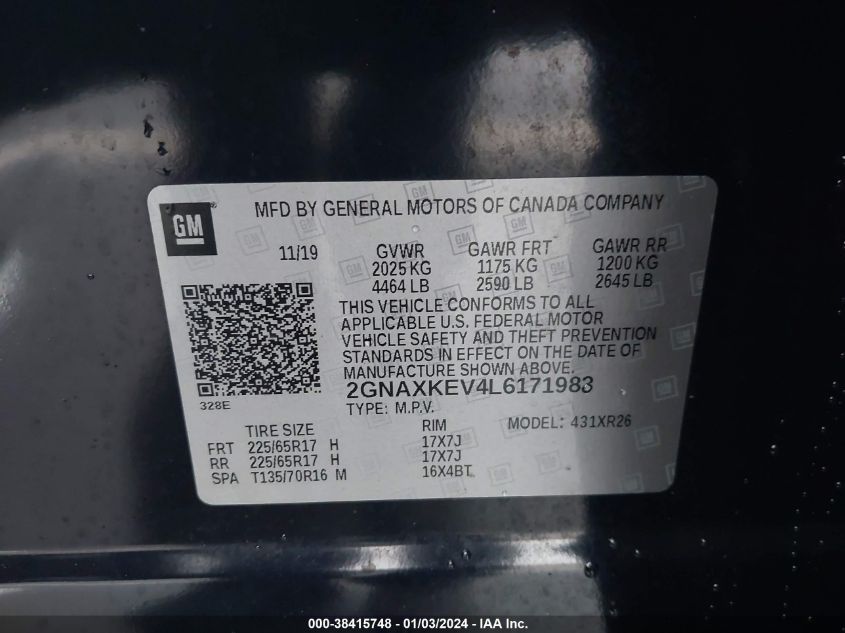 GM
MFD BY GENERAL MOTORS OF CANADA COMPANY
11/19 GVWR GAWR FRT GAWR RR
2025 KG 1175 KG 1200 KG
4464 LB 2590 LB 2645 LB
THIS VEHICLE CONFORMS TO ALL
APPLICABLE U.S. FEDERAL MOTOR
VEHICLE SAFETY AND THEFT PREVENTION
STANDARDS IN EFFECT ON THE DATE OF
MANUFACTURE SHOWN ABOVE.
328E
2GNAXKEV4L6171983
TYPE: M.P.V. MODEL: 431XR26
TIRE SIZE RIM
FRT 225/65R17 H 17X7J
RR 225/65R17 H 17X7J
SPA T135/70R16 M 16X4BT
000-38415748 - 01/03/2024 - IAA Inc.